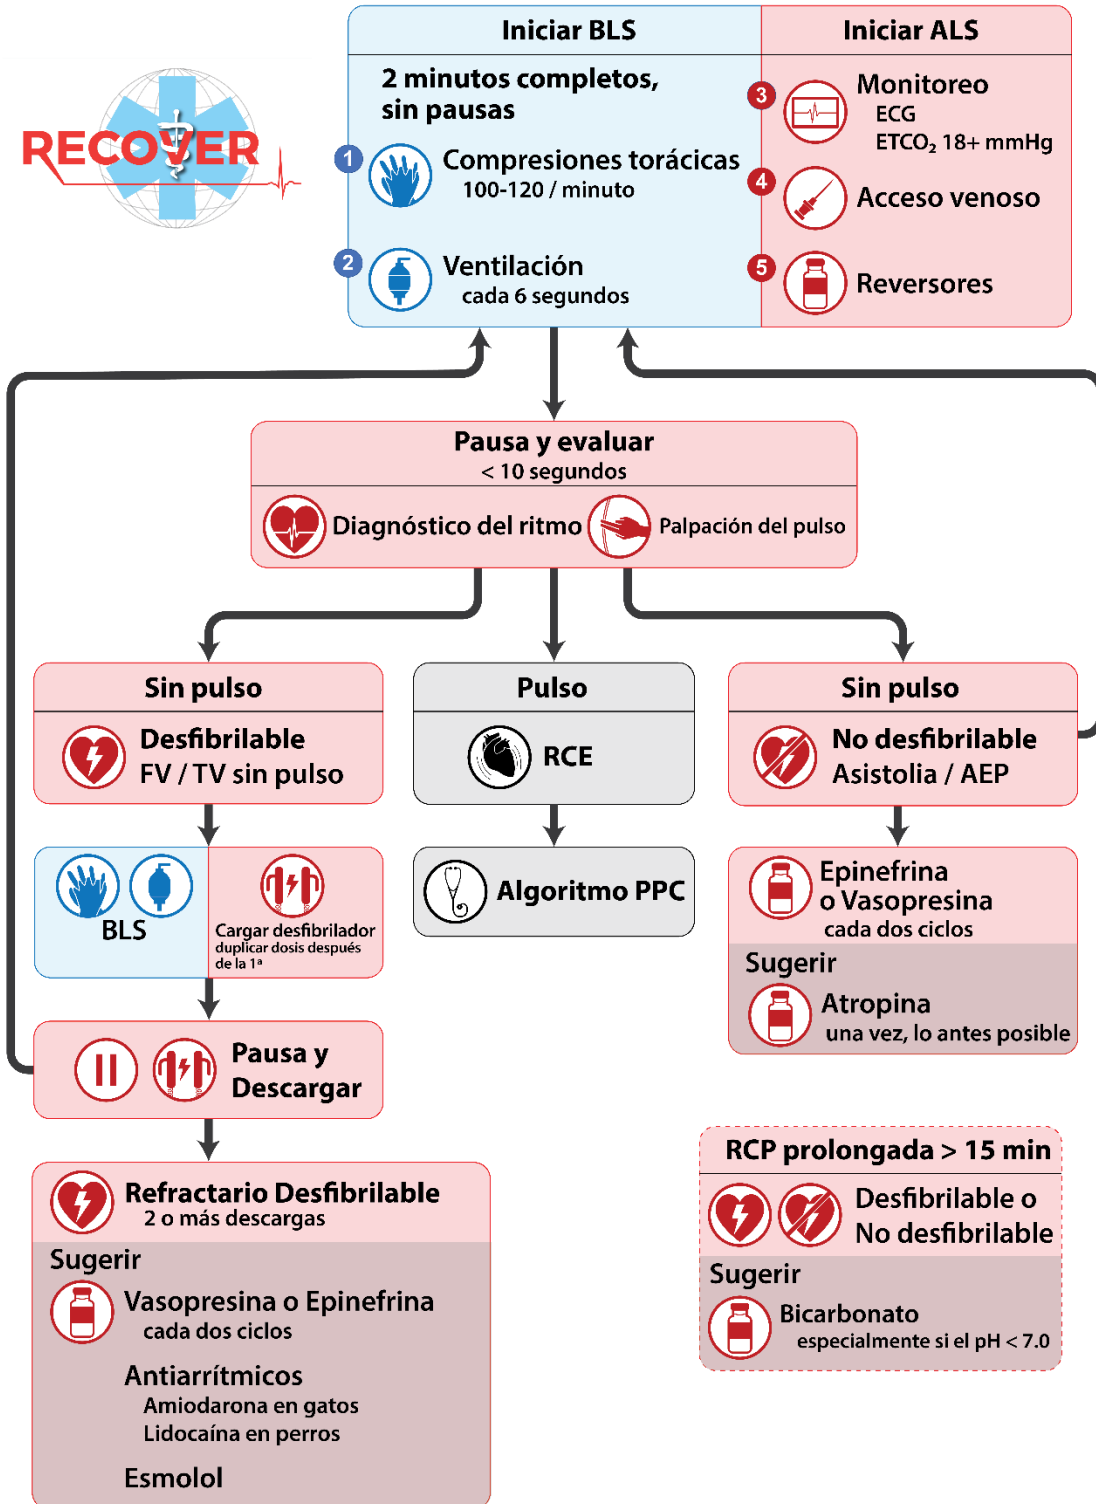 RECOVER
Iniciar BLS
2 minutos completos,
sin pausas
1
Compresiones torácicas
100-120 / minuto
2
Ventilación
cada 6 segundos
Iniciar ALS
3
Monitoreo
ECG
ETCO₂ 18+ mmHg
4
Acceso venoso
5
Reversores
Pausa y evaluar
< 10 segundos
Diagnóstico del ritmo
Palpación del pulso
Sin pulso
Desfibrilable
FV / TV sin pulso
BLS
Cargar desfibrilador
duplicar dosis después
de la 1ª
Pausa y
Descargar
Refractario Desfibrilable
2 o más descargas
Sugerir
Vasopresina o Epinefrina
cada dos ciclos
Antiarrítmicos
Amiodarona en gatos
Lidocaína en perros
Esmolol
Pulso
RCE
Algoritmo PPC
Sin pulso
No desfibrilable
Asistolia / AEP
Epinefrina
o Vasopresina
cada dos ciclos
Sugerir
Atropina
una vez, lo antes posible
RCP prolongada > 15 min
Desfibrilable o
No desfibrilable
Sugerir
Bicarbonato
especialmente si el pH < 7.0